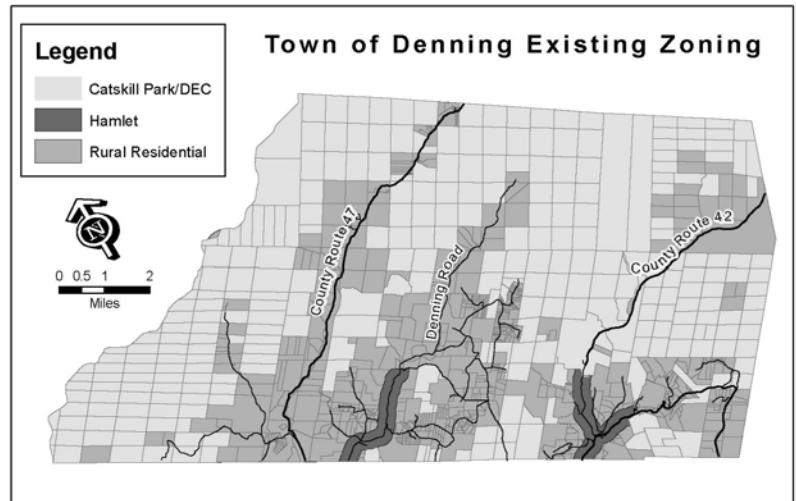 Town of Denning Existing Zoning
Legend
Catskill Park/DEC
Hamlet
Rural Residential
N
0 0.5 1 2
Miles
County Route 47
Denning Road
County Route 42